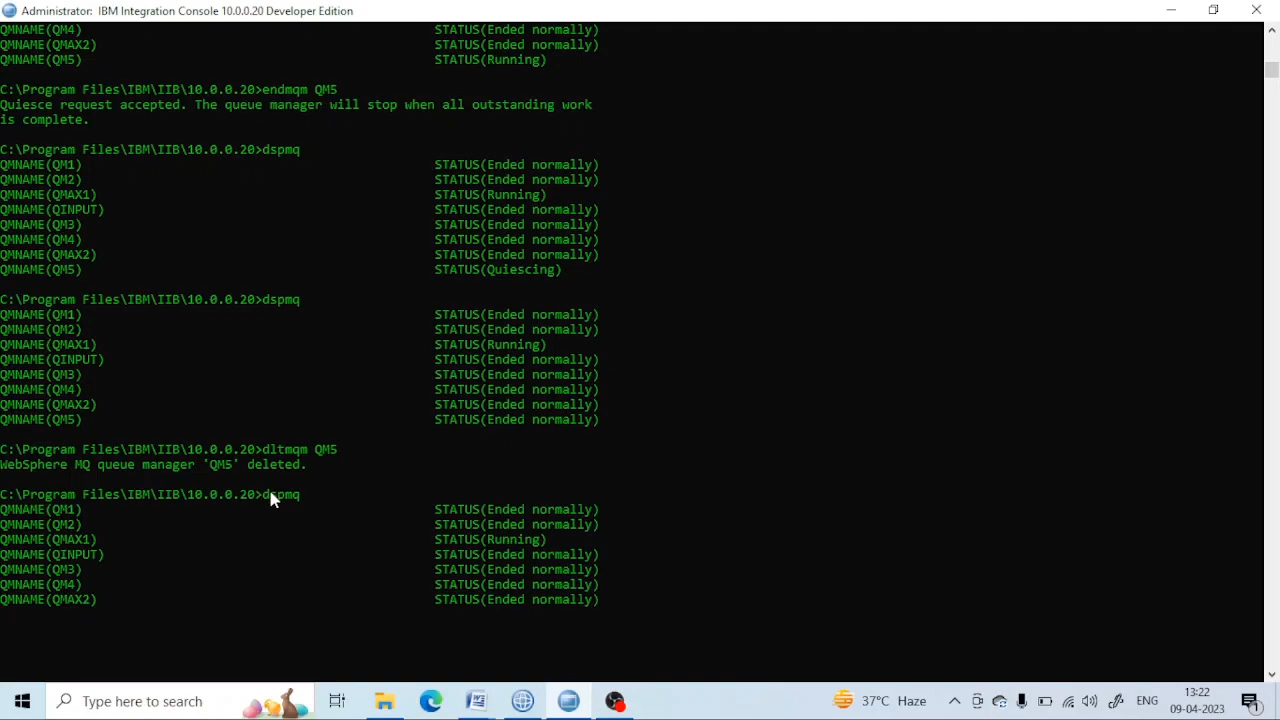 Administrator: IBM Integration Console 10.0.0.20 Developer Edition
QMNAME(QM4) STATUS(Ended normally)
QMNAME(QMAX2) STATUS(Ended normally)
QMNAME(QM5) STATUS(Running)
C:\Program Files\IBM\IIB\10.0.0.20>endmqm QM5
Quiesce request accepted. The queue manager will stop when all outstanding work
is complete.
C:\Program Files\IBM\IIB\10.0.0.20>dspmq
QMNAME(QM1) STATUS(Ended normally)
QMNAME(QM2) STATUS(Ended normally)
QMNAME(QMAX1) STATUS(Running)
QMNAME(QINPUT) STATUS(Ended normally)
QMNAME(QM3) STATUS(Ended normally)
QMNAME(QM4) STATUS(Ended normally)
QMNAME(QMAX2) STATUS(Ended normally)
QMNAME(QM5) STATUS(Quiescing)
C:\Program Files\IBM\IIB\10.0.0.20>dspmq
QMNAME(QM1) STATUS(Ended normally)
QMNAME(QM2) STATUS(Ended normally)
QMNAME(QMAX1) STATUS(Running)
QMNAME(QINPUT) STATUS(Ended normally)
QMNAME(QM3) STATUS(Ended normally)
QMNAME(QM4) STATUS(Ended normally)
QMNAME(QMAX2) STATUS(Ended normally)
QMNAME(QM5) STATUS(Ended normally)
C:\Program Files\IBM\IIB\10.0.0.20>dltmqm QM5
WebSphere MQ queue manager 'QM5' deleted.
C:\Program Files\IBM\IIB\10.0.0.20>dspmq
QMNAME(QM1) STATUS(Ended normally)
QMNAME(QM2) STATUS(Ended normally)
QMNAME(QMAX1) STATUS(Running)
QMNAME(QINPUT) STATUS(Ended normally)
QMNAME(QM3) STATUS(Ended normally)
QMNAME(QM4) STATUS(Ended normally)
QMNAME(QMAX2) STATUS(Ended normally)
Type here to search
37°C Haze
ENG
3:22
09-04-2023
1